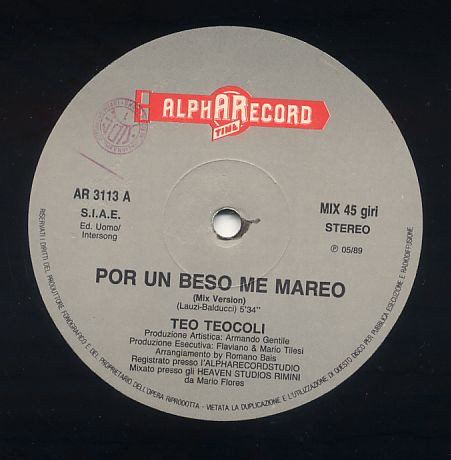 ALPHARECORD
TIME
AR 3113 A
S.I.A.E.
Ed. Uomo/
Intersong
MIX 45 giri
STEREO
℗ 05/89
POR UN BESO ME MAREO
(Mix Version)
(Lauzi-Balducci) 5'34"
TEO TEOCOLI
Produzione Artistica: Armando Gentile
Produzione Esecutiva: Flaviano & Mario Tilesi
Arrangiamento by Romano Bais
Registrato presso l'ALPHARECORDSTUDIO
Mixato presso gli HEAVEN STUDIOS RIMINI
da Mario Flores
RISERVATI I DIRITTI DEL PRODUTTORE FONOGRAFICO E DEL PROPRIETARIO DELL'OPERA RIPRODOTTA - VIETATA LA DUPLICAZIONE E L'UTILIZZAZIONE DI QUESTO DISCO PER PUBBLICA ESECUZIONE E RADIODIFFUSIONE